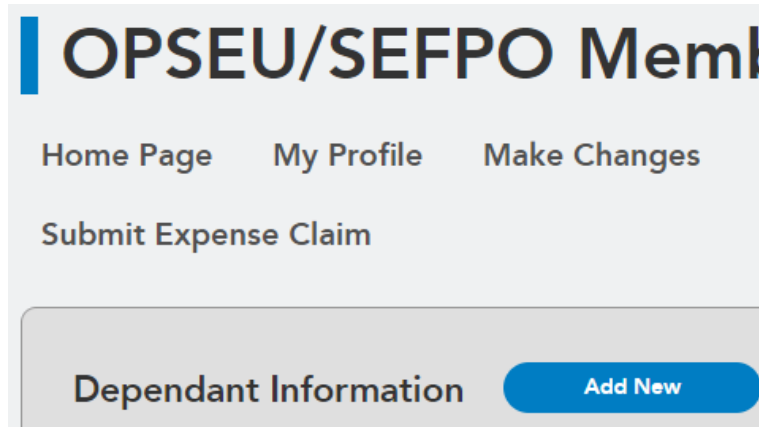 OPSEU/SEFPO Memb
Home Page My Profile Make Changes
Submit Expense Claim
Dependant Information Add New